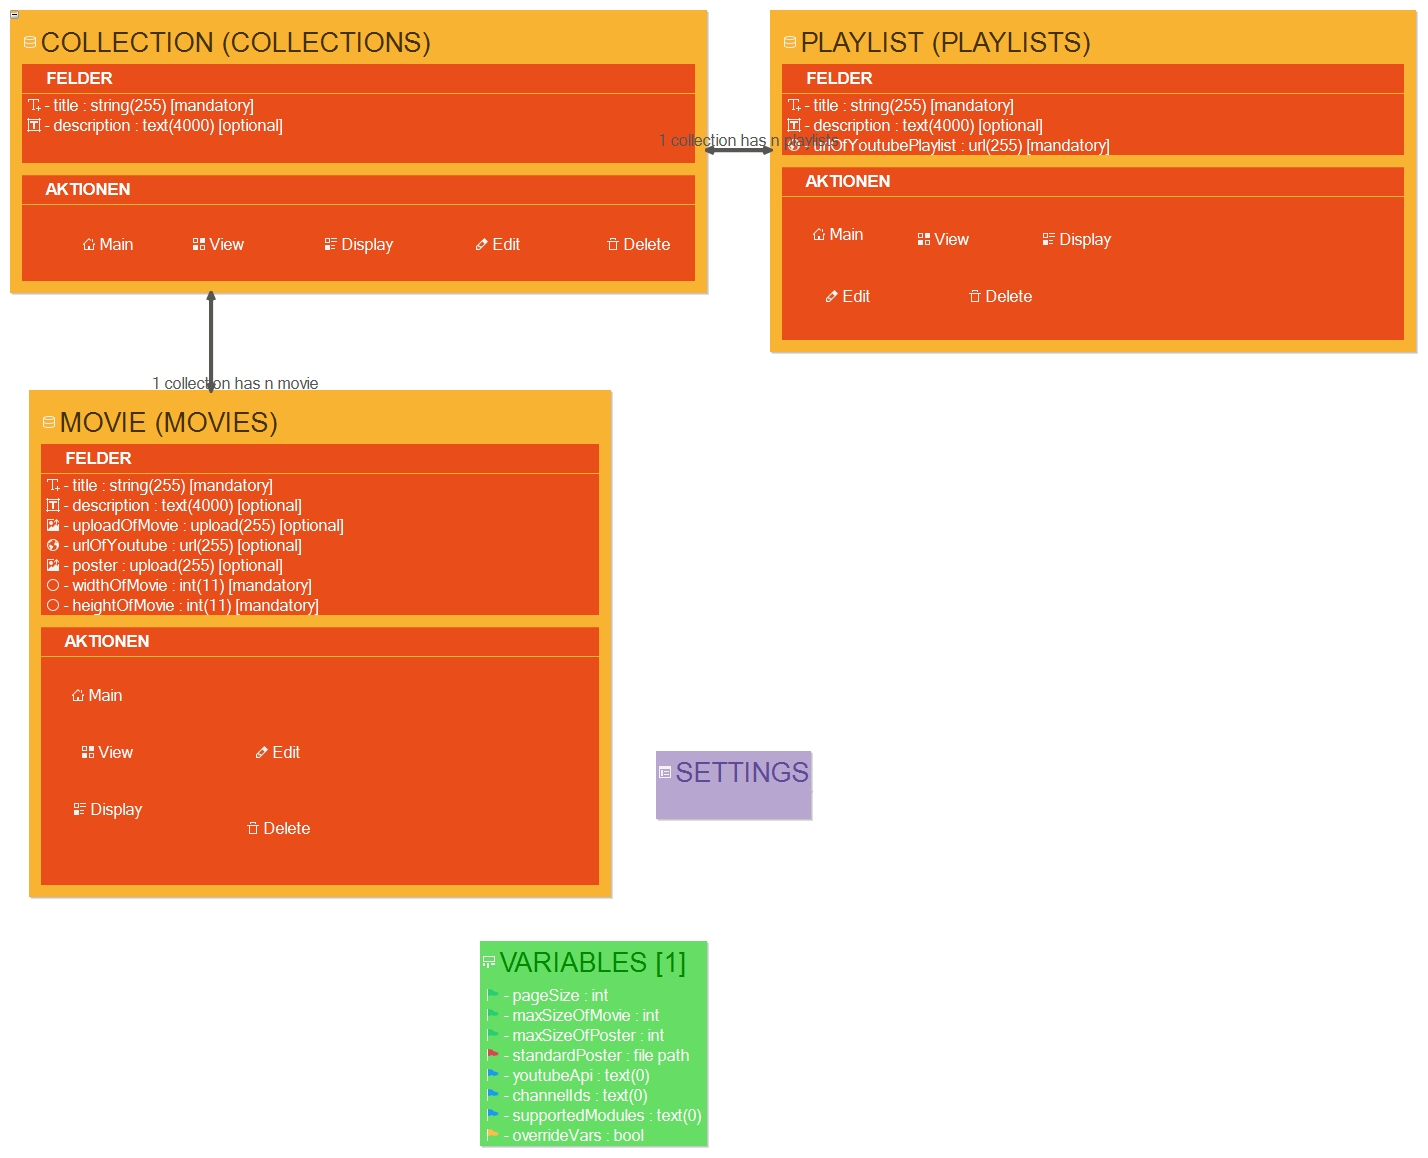 COLLECTION (COLLECTIONS)
FELDER
- title : string(255) [mandatory]
- description : text(4000) [optional]
AKTIONEN
Main View Display Edit Delete
1 collection has n playlists
PLAYLIST (PLAYLISTS)
FELDER
- title : string(255) [mandatory]
- description : text(4000) [optional]
- urlOfYoutubePlaylist : url(255) [mandatory]
AKTIONEN
Main View Display
Edit Delete
1 collection has n movie
MOVIE (MOVIES)
FELDER
- title : string(255) [mandatory]
- description : text(4000) [optional]
- uploadOfMovie : upload(255) [optional]
- urlOfYoutube : url(255) [optional]
- poster : upload(255) [optional]
- widthOfMovie : int(11) [mandatory]
- heightOfMovie : int(11) [mandatory]
AKTIONEN
Main
View Edit
Display
Delete
SETTINGS
VARIABLES [1]
- pageSize : int
- maxSizeOfMovie : int
- maxSizeOfPoster : int
- standardPoster : file path
- youtubeApi : text(0)
- channelIds : text(0)
- supportedModules : text(0)
- overrideVars : bool